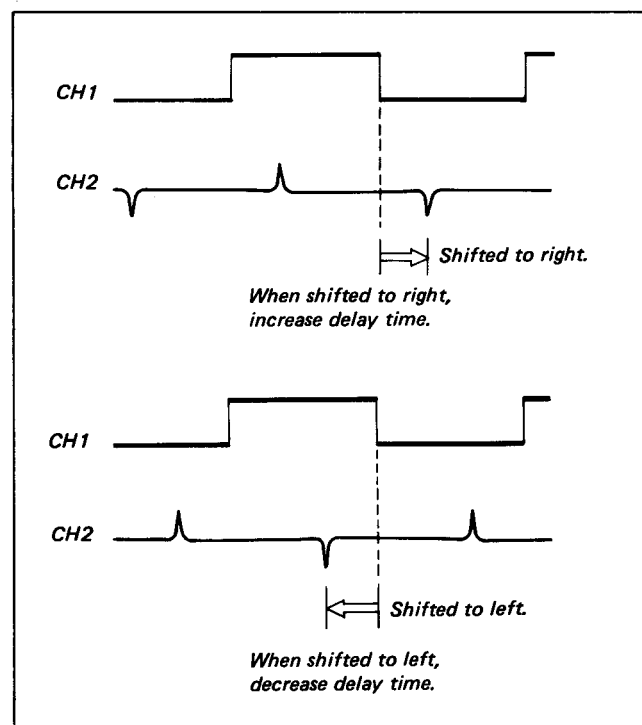 CH1
CH2
Shifted to right.
When shifted to right,
increase delay time.
CH1
CH2
Shifted to left.
When shifted to left,
decrease delay time.